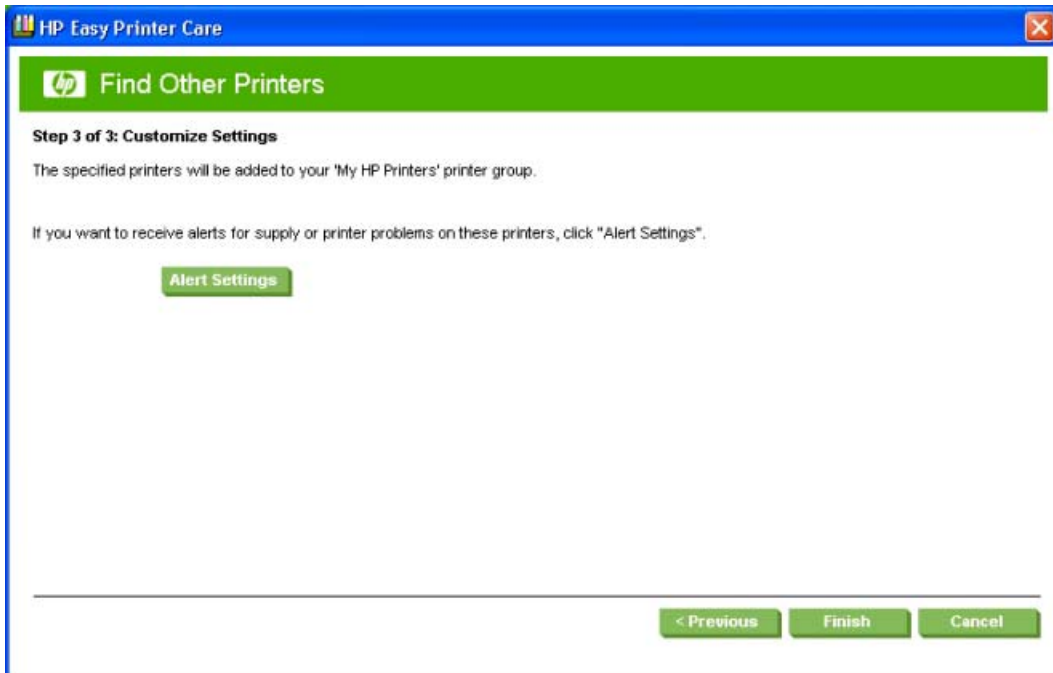 HP Easy Printer Care
hp Find Other Printers
Step 3 of 3: Customize Settings
The specified printers will be added to your 'My HP Printers' printer group.
If you want to receive alerts for supply or printer problems on these printers, click "Alert Settings".
Alert Settings
< Previous Finish Cancel